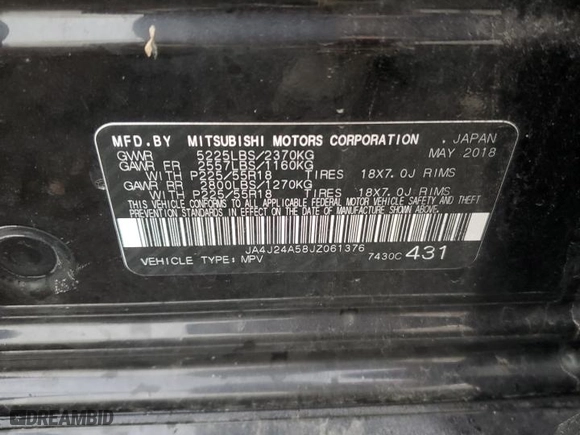 MFD.BY MITSUBISHI MOTORS CORPORATION , JAPAN
GVWR 5225LBS/2370KG MAY 2018
GAWR FR 2557LBS/1160KG
WITH P225/55R18 TIRES 18X7.0J RIMS
GAWR RR 2800LBS/1270KG
WITH P225/55R18 TIRES 18X7.0J RIMS
THIS VEHICLE CONFORMS TO ALL APPLICABLE FEDERAL MOTOR VEHICLE SAFETY AND THEFT
PREVENTION STANDARDS IN EFFECT ON THE DATE OF MANUFACTURE SHOWN ABOVE.
JA4J24A58JZ061376
VEHICLE TYPE: MPV 7430C 431
DREAMBID